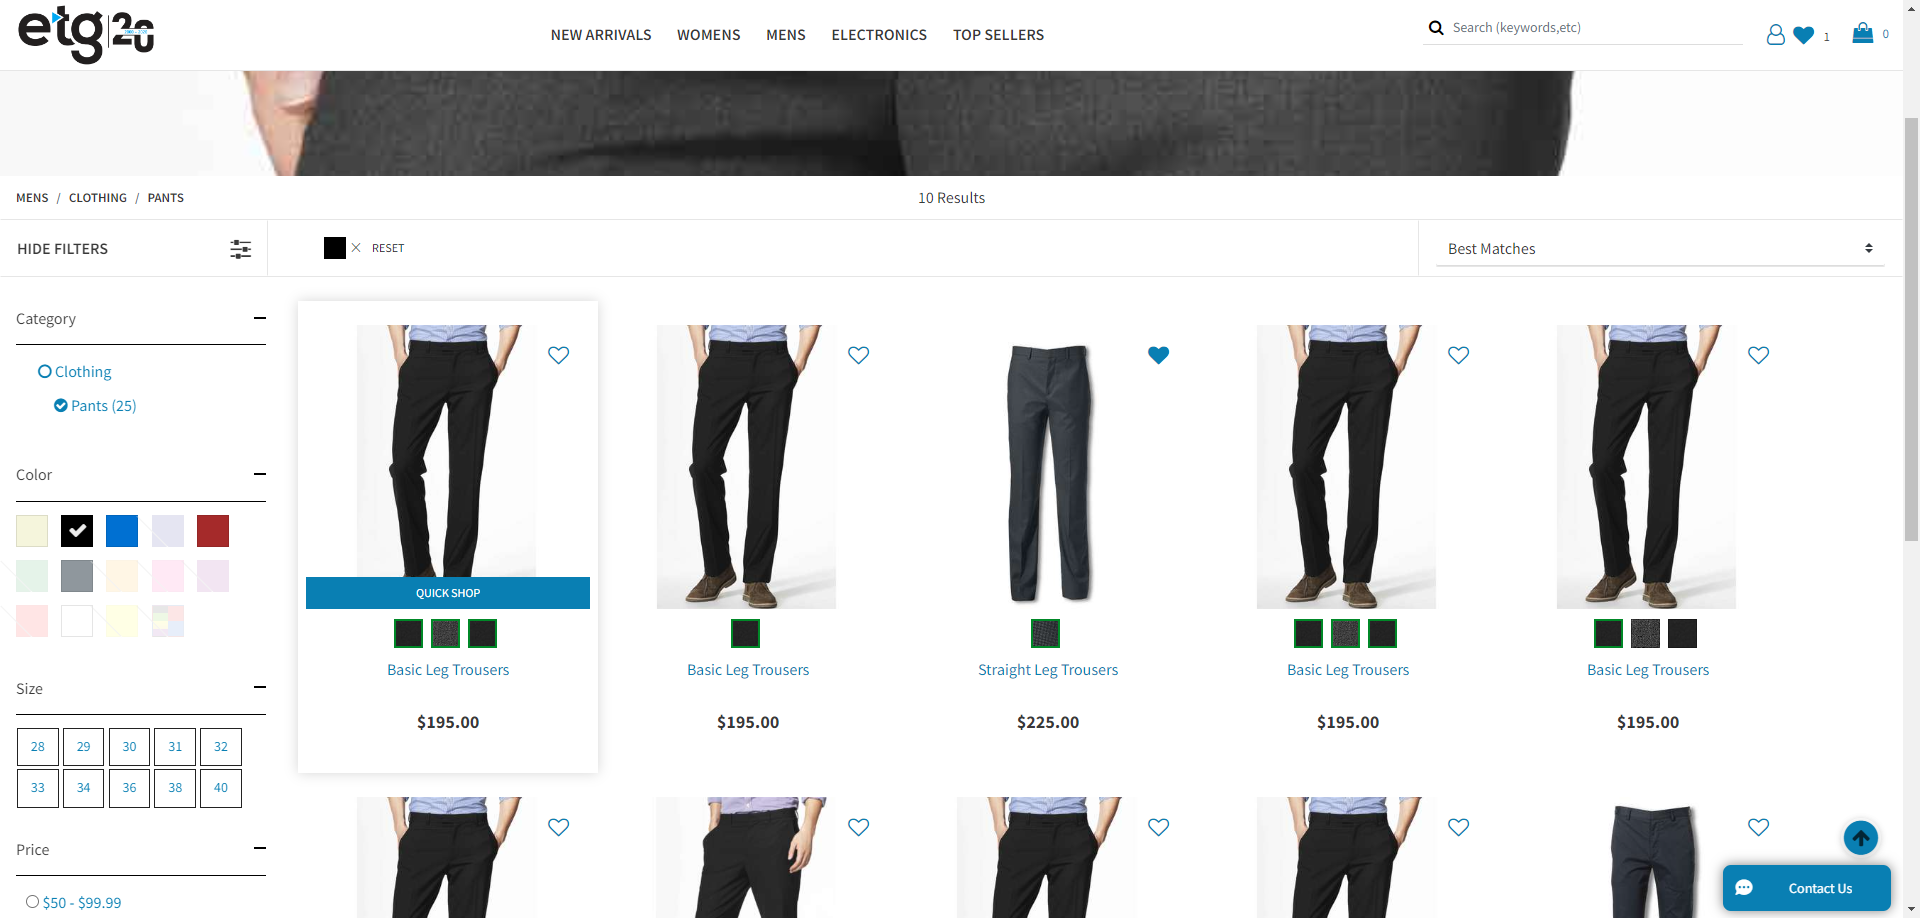 etg 20
NEW ARRIVALS WOMENS MENS ELECTRONICS TOP SELLERS
Search (keywords,etc)
1
0
MENS / CLOTHING / PANTS
10 Results
HIDE FILTERS
RESET
Best Matches
Category
Clothing
Pants (25)
Color
Size
28 29 30 31 32
33 34 36 38 40
Price
$50 - $99.99
QUICK SHOP
Basic Leg Trousers
$195.00
Basic Leg Trousers
$195.00
Straight Leg Trousers
$225.00
Basic Leg Trousers
$195.00
Basic Leg Trousers
$195.00
Contact Us